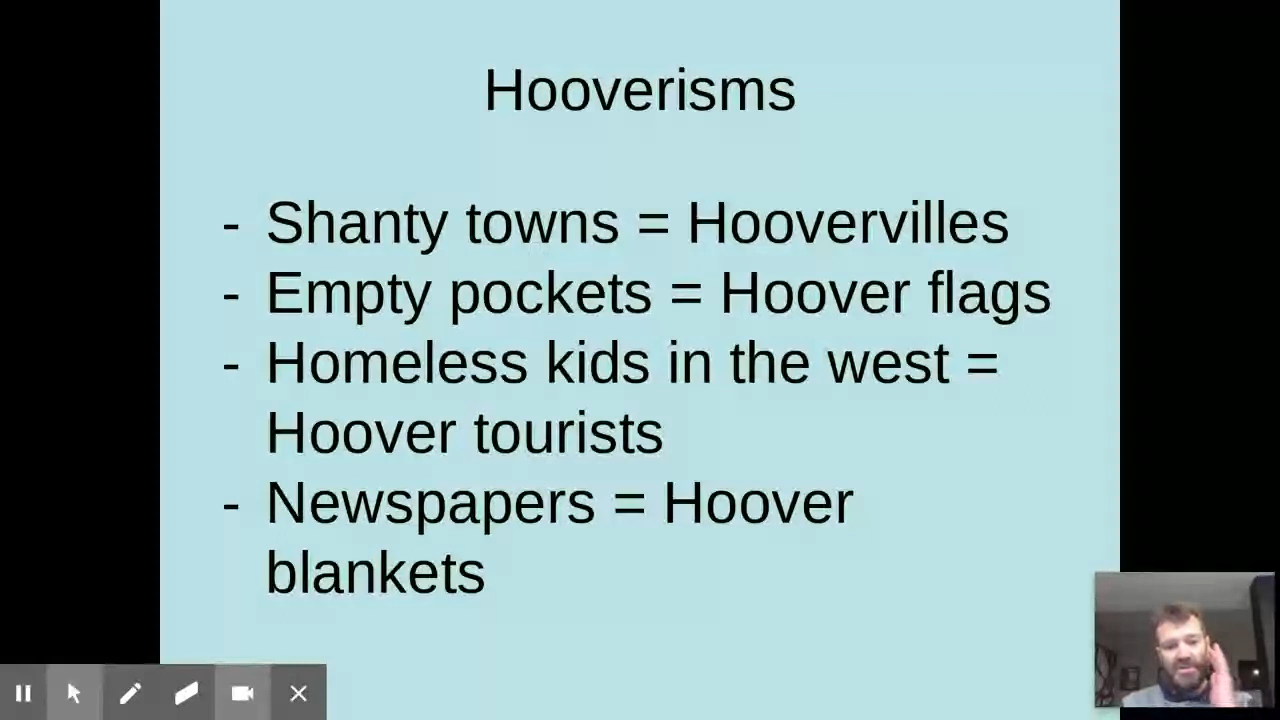 Hooverisms
- Shanty towns = Hoovervilles
- Empty pockets = Hoover flags
- Homeless kids in the west =
Hoover tourists
- Newspapers = Hoover
blankets